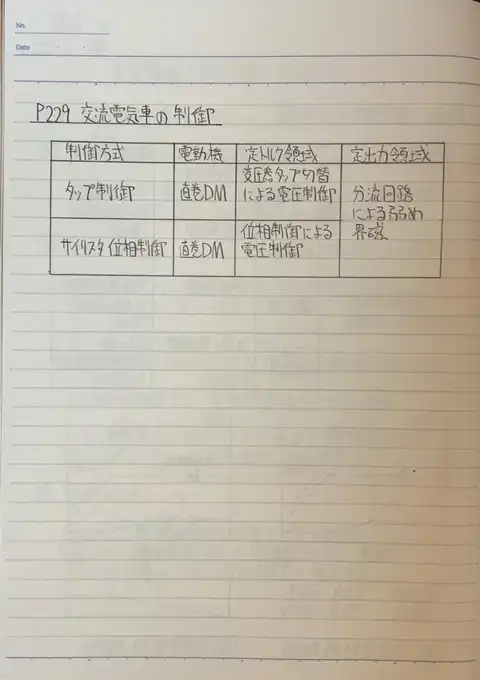 No.
Date
P229 交流電気車の制御
制御方式 電動機 定トルク領域 定出力領域
タップ制御 直巻DM 変圧器タップ切替
による電圧制御 分流回路
による弱め
界磁
サイリスタ位相制御 直巻DM 位相制御による
電圧制御